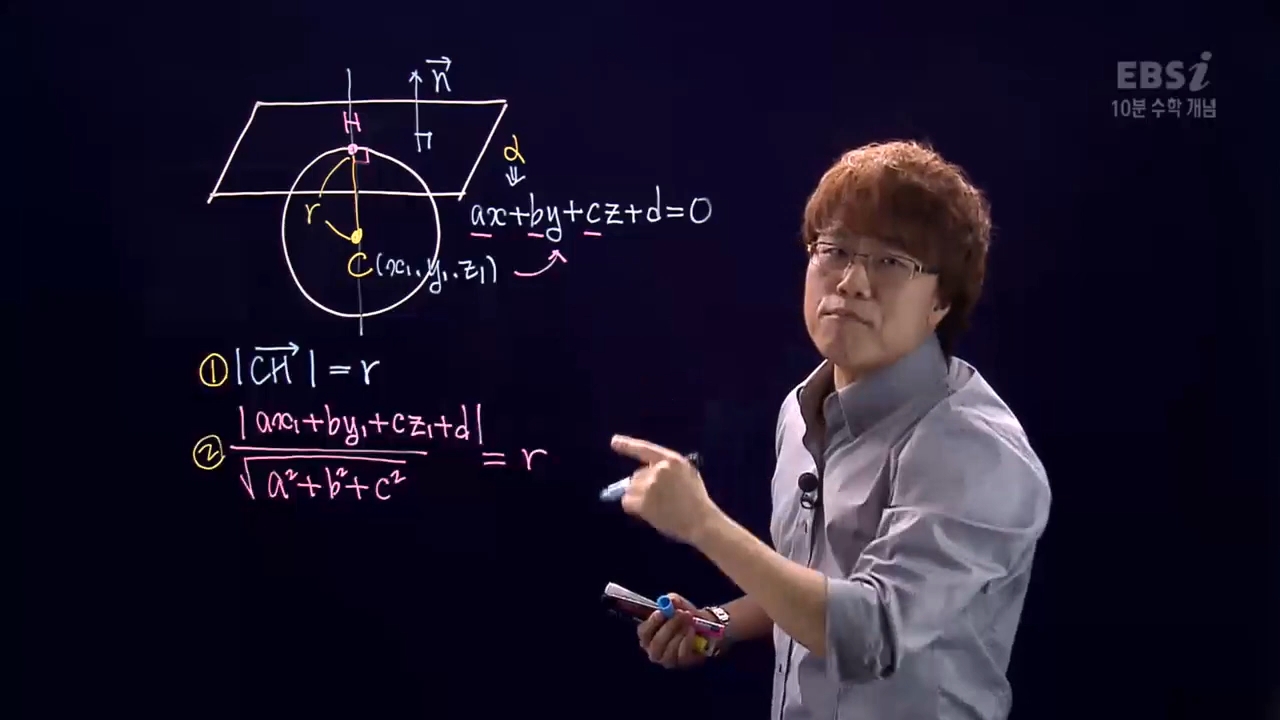 EBSi
10분 수학 개념
n⃗
H
α
⇓
r
ax+by+cz+d=0
C(x₁,y₁,z₁)
① |CH⃗|=r
② |ax₁+by₁+cz₁+d|
√a²+b²+c² = r